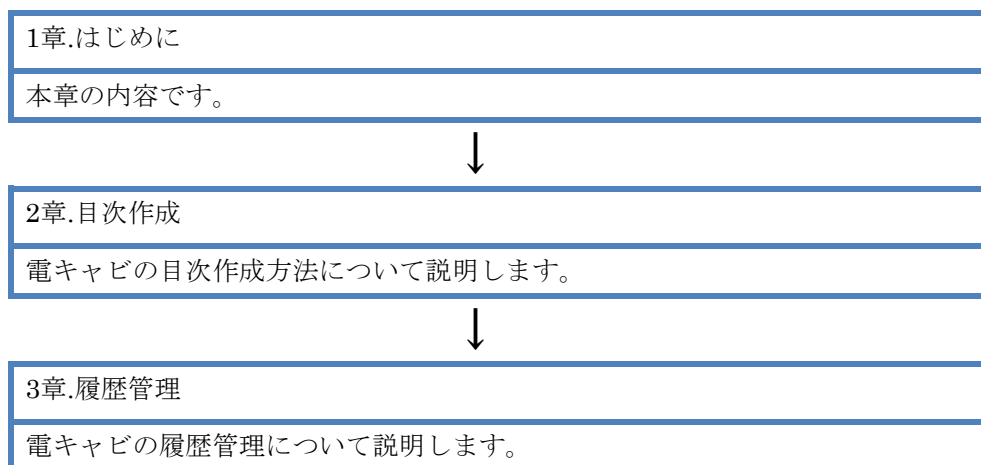 1章.はじめに
本章の内容です。
↓
2章.目次作成
電キャビの目次作成方法について説明します。
↓
3章.履歴管理
電キャビの履歴管理について説明します。